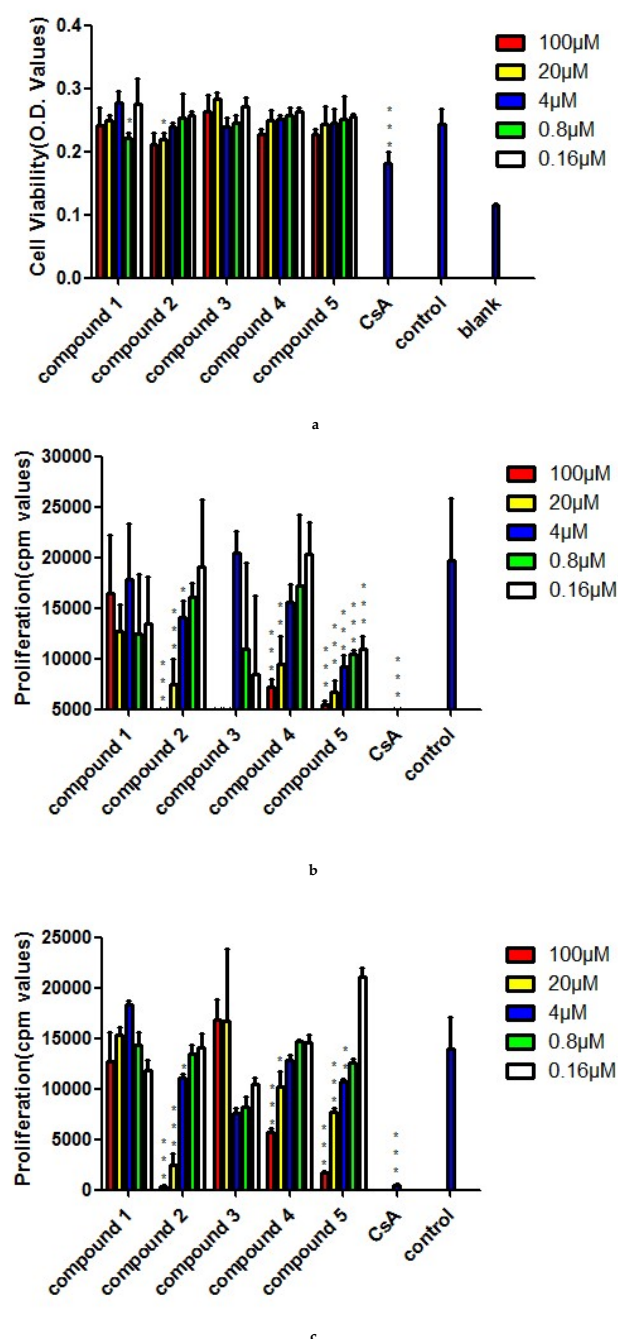 Cell Viability(O.D. Values)
0.4
0.3
0.2
0.1
0.0
100μM
20μM
4μM
0.8μM
0.16μM
* * * * *
compound 1
compound 2
compound 3
compound 4
compound 5
CsA
control
blank
a
Proliferation(cpm values)
30000
25000
20000
15000
10000
5000
100μM
20μM
4μM
0.8μM
0.16μM
compound 1
compound 2
compound 3
compound 4
compound 5
CsA
control
b
Proliferation(cpm values)
25000
20000
15000
10000
5000
0
100μM
20μM
4μM
0.8μM
0.16μM
compound 1
compound 2
compound 3
compound 4
compound 5
CsA
control
c